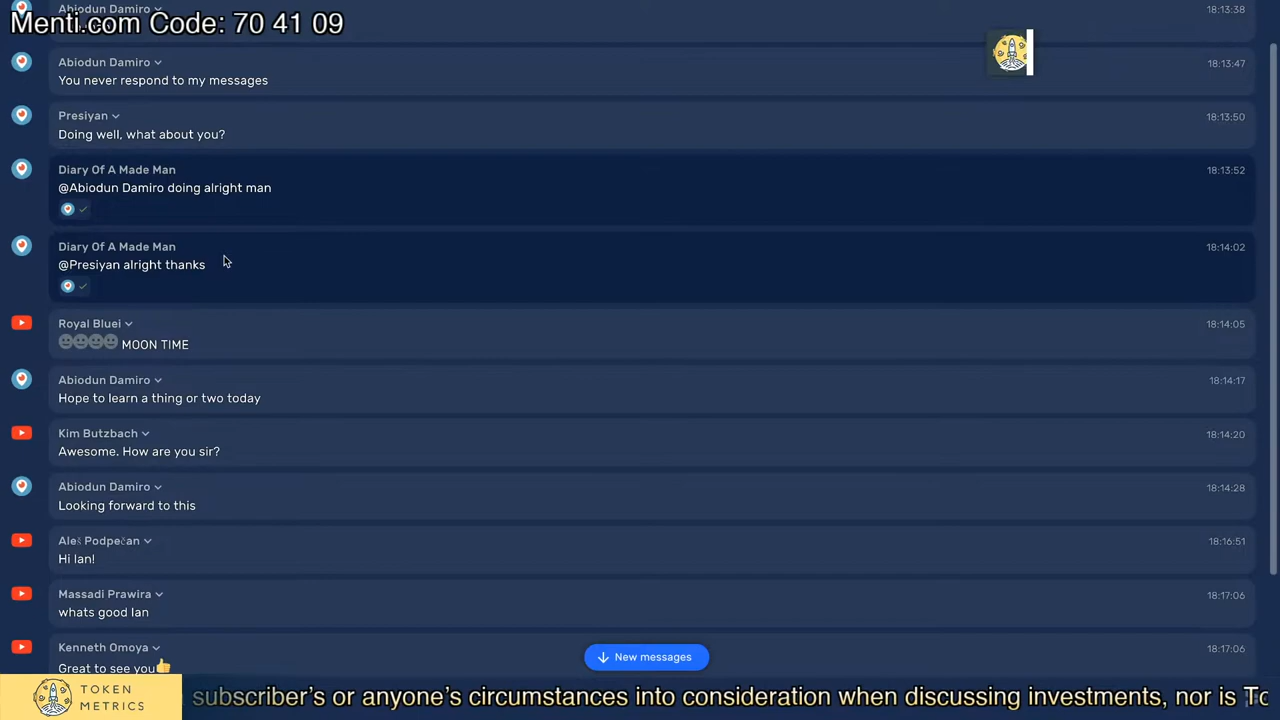 Abiodun Damiro
18:13:38
Menti.com Code: 70 41 09
Abiodun Damiro
18:13:47
You never respond to my messages
Presiyan
18:13:50
Doing well, what about you?
Diary Of A Made Man
18:13:52
@Abiodun Damiro doing alright man
Diary Of A Made Man
18:14:02
@Presiyan alright thanks
Royal Bluei
18:14:05
MOON TIME
Abiodun Damiro
18:14:17
Hope to learn a thing or two today
Kim Butzbach
18:14:20
Awesome. How are you sir?
Abiodun Damiro
18:14:28
Looking forward to this
Aleš Podpečan
18:16:51
Hi Ian!
Massadi Prawira
18:17:06
whats good Ian
Kenneth Omoya
18:17:06
Great to see you👍
New messages
TOKEN
METRICS
subscriber's or anyone's circumstances into consideration when discussing investments, nor is To